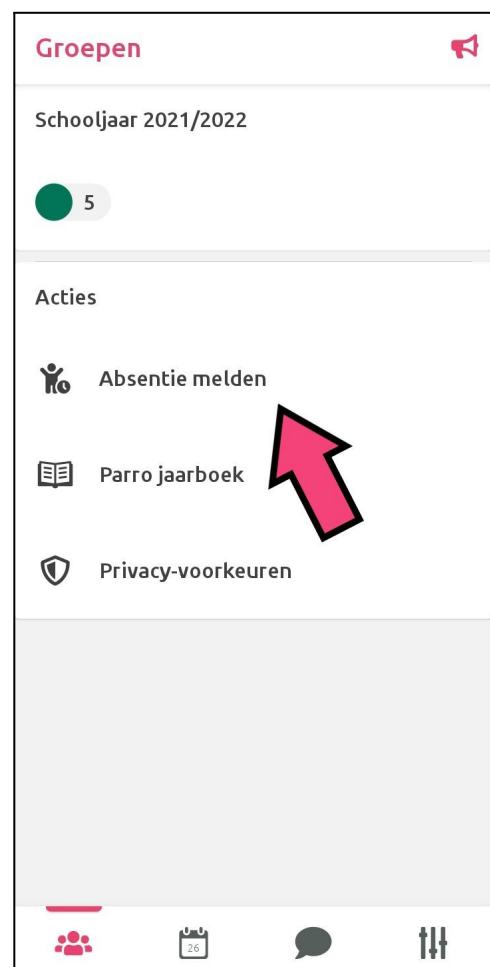 Groepen
Schooljaar 2021/2022
5
Acties
Absentie melden
Parro jaarboek
Privacy-voorkeuren
26